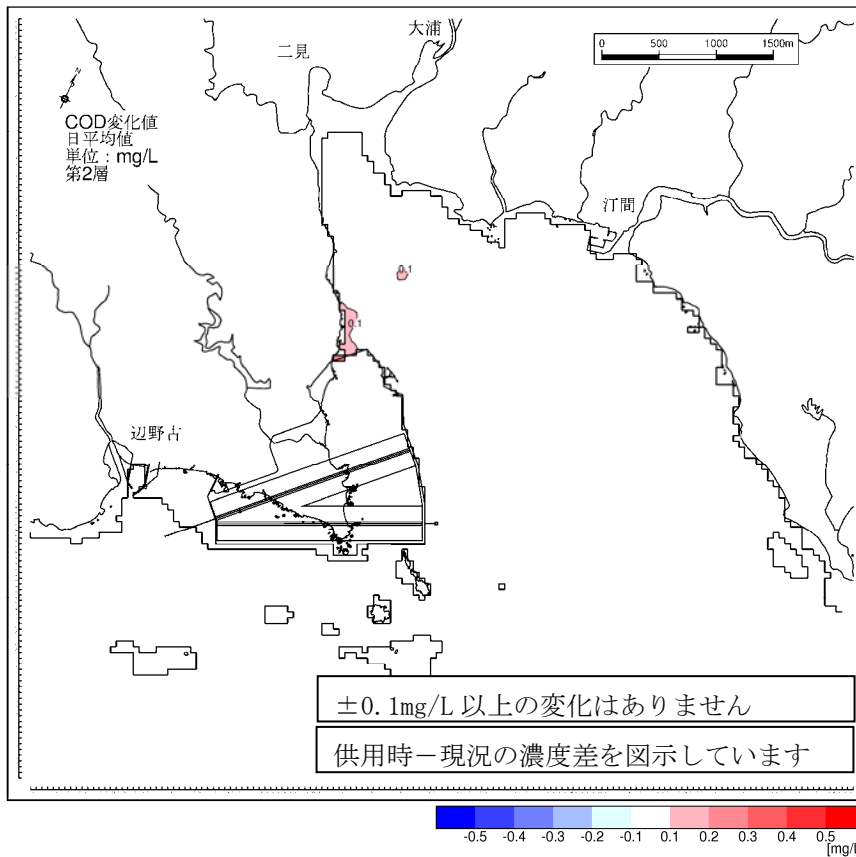 大浦
二見
0 500 1000 1500m
N
COD変化値
日平均値
単位：mg/L
第2層
汀間
0.1
0.1
辺野古
±0.1mg/L 以上の変化はありません
供用時－現況の濃度差を図示しています
-0.5 -0.4 -0.3 -0.2 -0.1 0.1 0.2 0.3 0.4 0.5
[mg/L